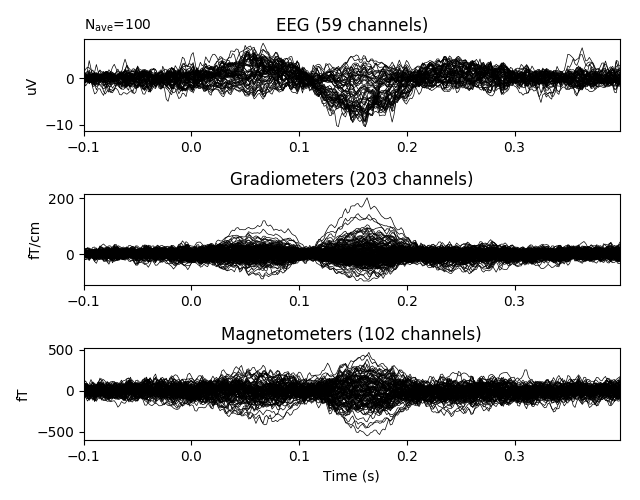 N_ave=100
EEG (59 channels)
uV
0
−10
−0.1 0.0 0.1 0.2 0.3
Gradiometers (203 channels)
fT/cm
200
0
−0.1 0.0 0.1 0.2 0.3
Magnetometers (102 channels)
fT
500
0
−500
−0.1 0.0 0.1 0.2 0.3
Time (s)